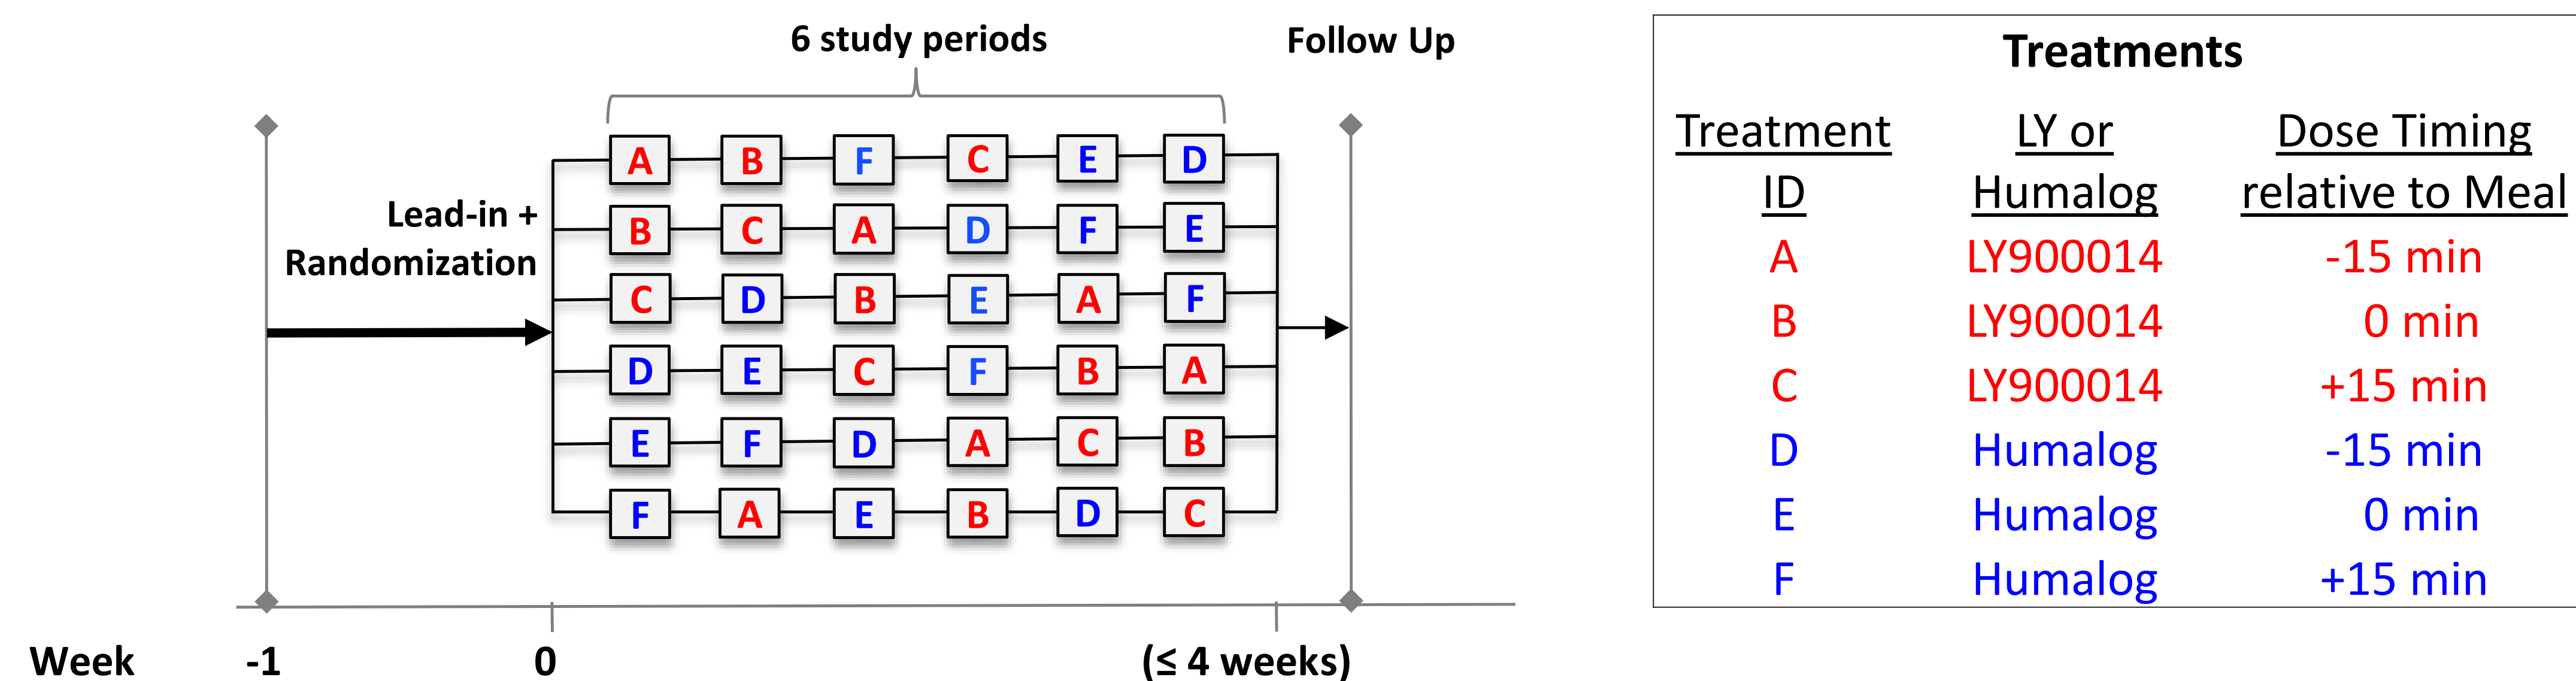 6 study periods
Follow Up
Lead-in +
Randomization
A B F C E D
B C A D F E
C D B E A F
D E C F B A
E F D A C B
F A E B D C
Week -1 0 (≤ 4 weeks)
Treatments
Treatment LY or Dose Timing
ID Humalog relative to Meal
A LY900014 -15 min
B LY900014 0 min
C LY900014 +15 min
D Humalog -15 min
E Humalog 0 min
F Humalog +15 min